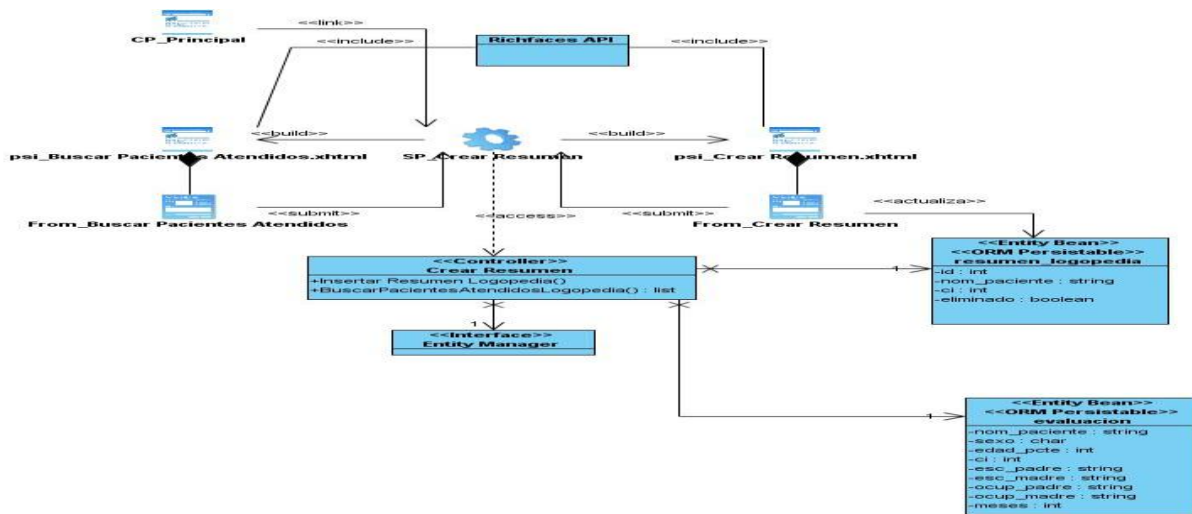 <<link>>
CP_Principal
<<include>>
Richfaces API
<<include>>
<<build>>
<<build>>
psi_Buscar Pacientes Atendidos.xhtml
SP_Crear Resumen
psi_Crear Resumen.xhtml
<<submit>>
<<access>>
<<submit>>
<<actualiza>>
From_Buscar Pacientes Atendidos
From_Crear Resumen
<<Controller>>
Crear Resumen
+Insertar Resumen Logopedia()
+BuscarPacientesAtendidosLogopedia() : list
1
<<Entity Bean>>
<<ORM Persistable>>
resumen_logopedia
-id : int
-nom_paciente : string
-ci : int
-eliminado : boolean
1
<<Interface>>
Entity Manager
1
<<Entity Bean>>
<<ORM Persistable>>
evaluacion
-nom_paciente : string
-sexo : char
-edad_pcte : int
-ci : int
-esc_padre : string
-esc_madre : string
-ocup_padre : string
-ocup_madre : string
-meses : int